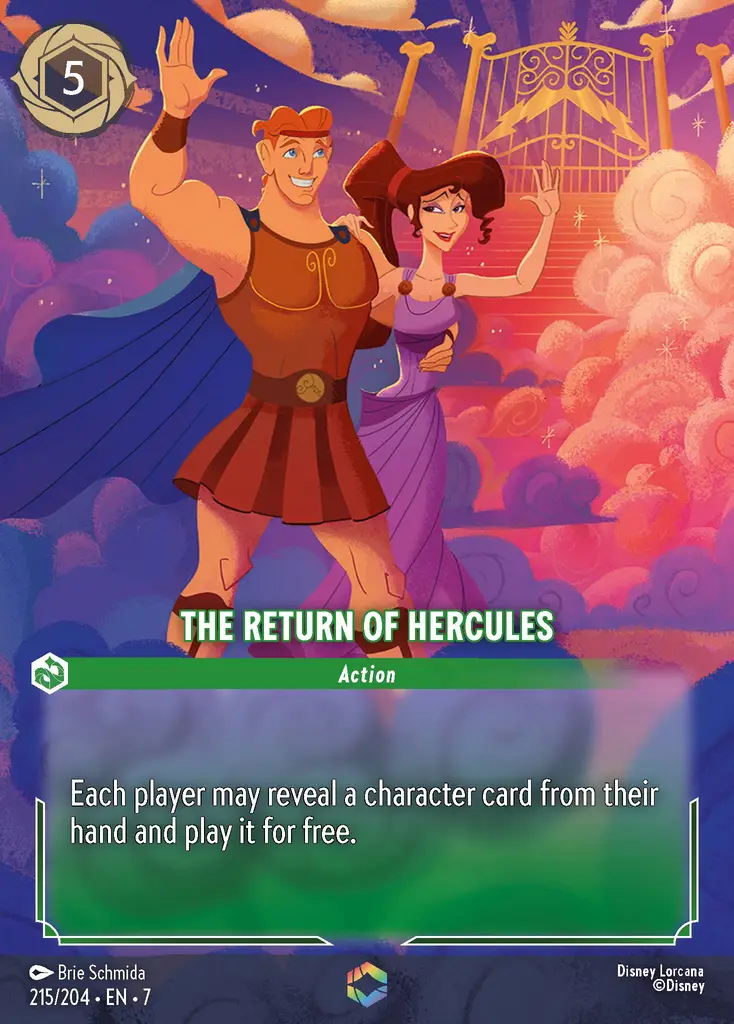 5
THE RETURN OF HERCULES
Action
Each player may reveal a character card from their
hand and play it for free.
Brie Schmida
215/204 • EN • 7
Disney Lorcana
©Disney